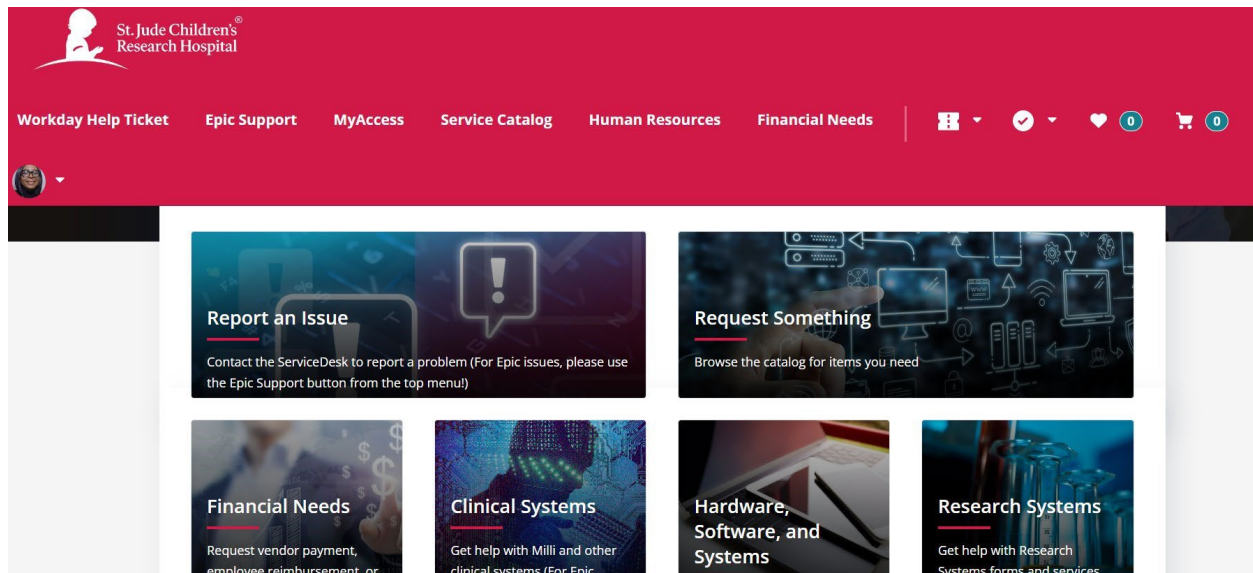 St. Jude Children's®
Research Hospital
Workday Help Ticket Epic Support MyAccess Service Catalog Human Resources Financial Needs 0 0
Report an Issue
Contact the ServiceDesk to report a problem (For Epic issues, please use
the Epic Support button from the top menu!)
Request Something
Browse the catalog for items you need
Financial Needs
Request vendor payment,
employee reimbursement, or
Clinical Systems
Get help with Milli and other
clinical systems (For Epic
Hardware,
Software, and
Systems
Research Systems
Get help with Research
Systems forms and services